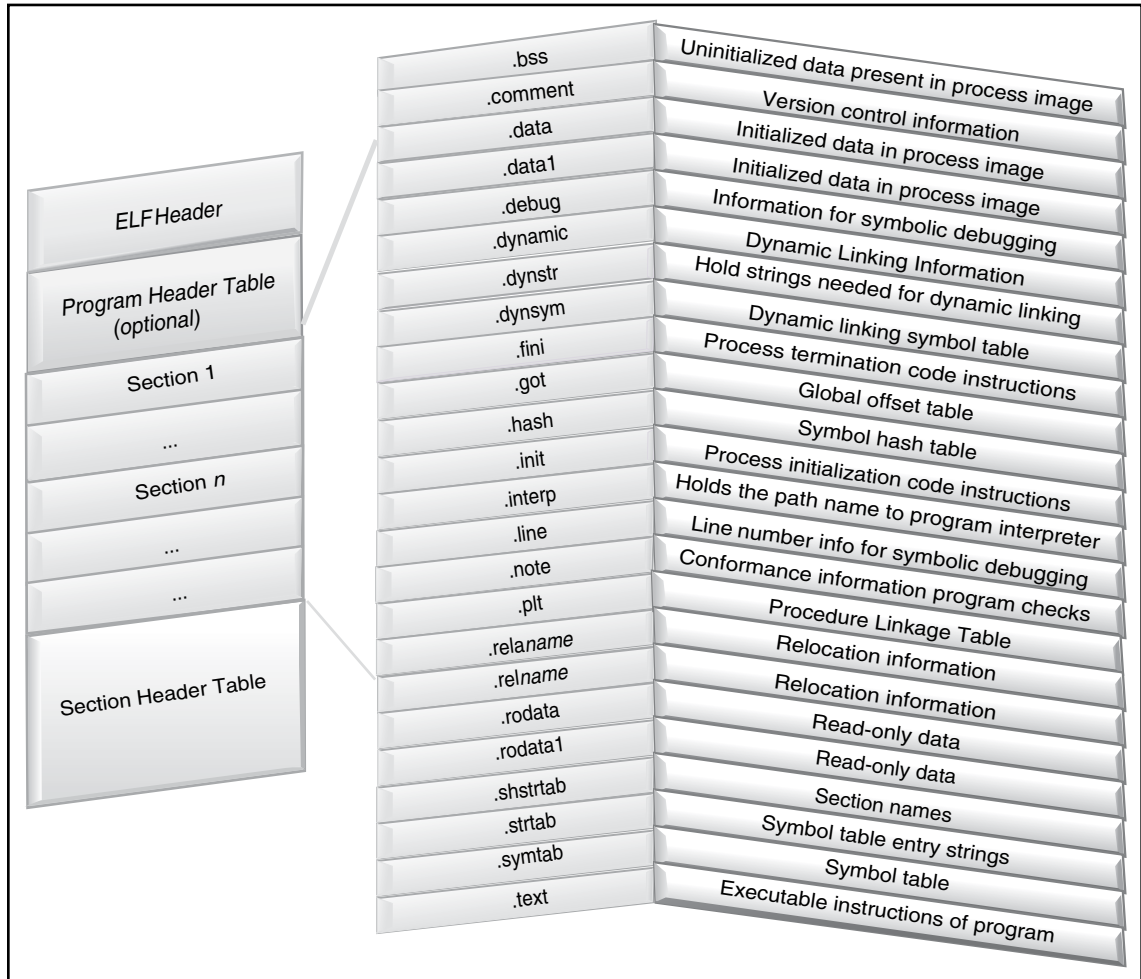 ELF Header
Program Header Table
(optional)
Section 1
...
Section n
...
...
Section Header Table
.bss Uninitialized data present in process image
.comment Version control information
.data Initialized data in process image
.data1 Initialized data in process image
.debug Information for symbolic debugging
.dynamic Dynamic Linking Information
.dynstr Hold strings needed for dynamic linking
.dynsym Dynamic linking symbol table
.fini Process termination code instructions
.got Global offset table
.hash Symbol hash table
.init Process initialization code instructions
.interp Holds the path name to program interpreter
.line Line number info for symbolic debugging
.note Conformance information program checks
.plt Procedure Linkage Table
.relaname Relocation information
.relname Relocation information
.rodata Read-only data
.rodata1 Read-only data
.shstrtab Section names
.strtab Symbol table entry strings
.symtab Symbol table
.text Executable instructions of program